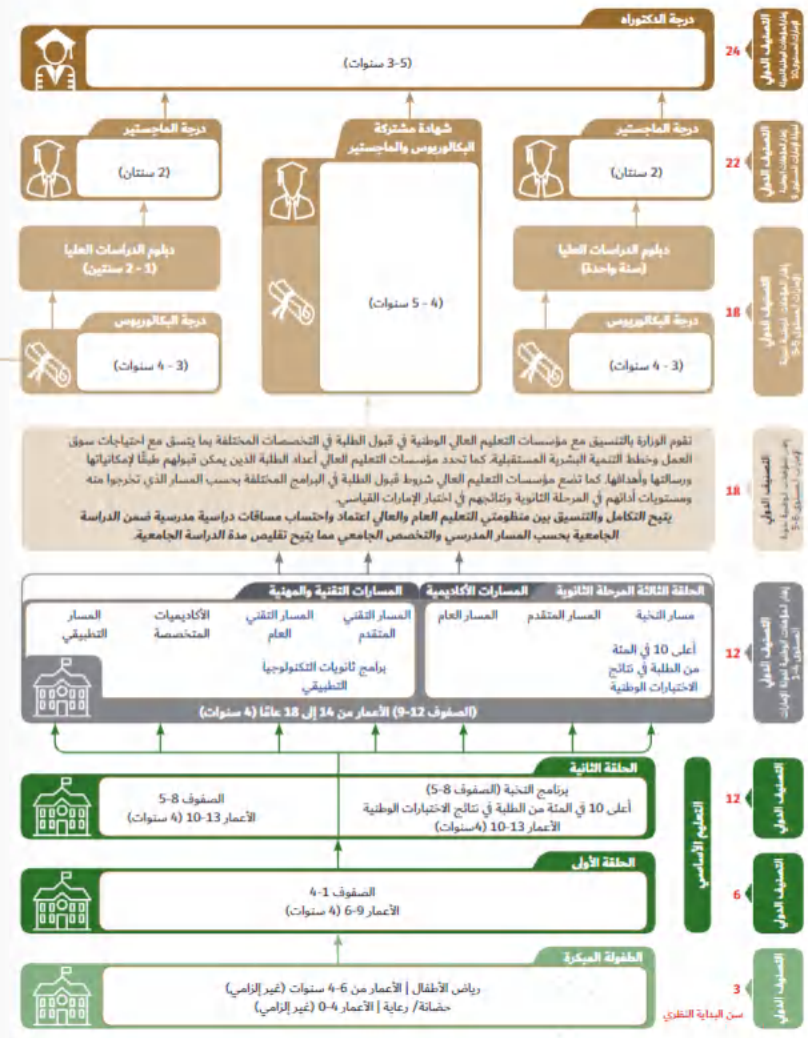 درجة الدكتوراه
(3-5 سنوات)
24
التصنيف الدولي
درجة الماجستير
(2 سنتان)
شهادة مشتركة
البكالوريوس والماجستير
(4 - 5 سنوات)
درجة الماجستير
(2 سنتان)
22
التصنيف الدولي
دبلوم الدراسات العليا
(سنة واحدة)
دبلوم الدراسات العليا
(1 - 2 سنتين)
درجة البكالوريوس
(3 - 4 سنوات)
درجة البكالوريوس
(3 - 4 سنوات)
18
التصنيف الدولي
تقوم الوزارة بالتنسيق مع مؤسسات التعليم العالي الوطنية في قبول الطلبة في التخصصات المختلفة بما يتسق مع احتياجات سوق
العمل وخطط التنمية البشرية المستقبلية. كما تحدد مؤسسات التعليم العالي أعداد الطلبة الذين يمكن قبولهم طبقًا لإمكانياتها
ورسالتها وأهدافها. كما تضع مؤسسات التعليم العالي شروط قبول الطلبة في البرامج المختلفة بحسب المسار الذي تخرجوا منه
ومستويات أدائهم في المرحلة الثانوية ونتائجهم في اختبار الإمارات القياسي.
يتيح التكامل والتنسيق بين منظومتي التعليم العام والعالي اعتماد واحتساب مساقات دراسية مدرسية ضمن الدراسة
الجامعية بحسب المسار المدرسي والتخصص الجامعي مما يتيح تقليص مدة الدراسة الجامعية.
18
التصنيف الدولي
الحلقة الثالثة المرحلة الثانوية
المسارات الأكاديمية
المسارات التقنية والمهنية
مسار النخبة
أعلى 10 في المئة
من الطلبة في نتائج
الاختبارات الوطنية
المسار المتقدم
المسار العام
المسار التقني
المتقدم
المسار التقني
العام
برامج ثانويات التكنولوجيا
التطبيقي
الأكاديميات
المتخصصة
المسار
التطبيقي
(الصفوف 12-9) الأعمار من 14 إلى 18 عامًا (4 سنوات)
12
التصنيف الدولي
التعليم الأساسي
الحلقة الثانية
برنامج النخبة (الصفوف 8-5)
أعلى 10 في المئة من الطلبة في نتائج الاختبارات الوطنية
الأعمار 13-10 (4سنوات)
الصفوف 8-5
الأعمار 13-10 (4 سنوات)
12
التصنيف الدولي
الحلقة الأولى
الصفوف 1-4
الأعمار 9-6 (4 سنوات)
6
التصنيف الدولي
الطفولة المبكرة
رياض الأطفال | الأعمار من 6-4 سنوات (غير إلزامي)
حضانة/ رعاية | الأعمار 4-0 (غير إلزامي)
3
سن البداية النظري
التصنيف الدولي